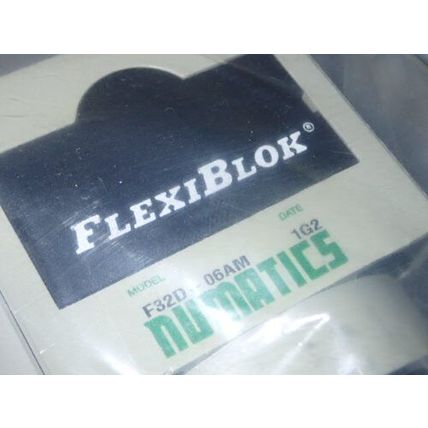 FLEXIBLOK®
MODEL DATE
F32D-06AM 1G2
NUMATICS